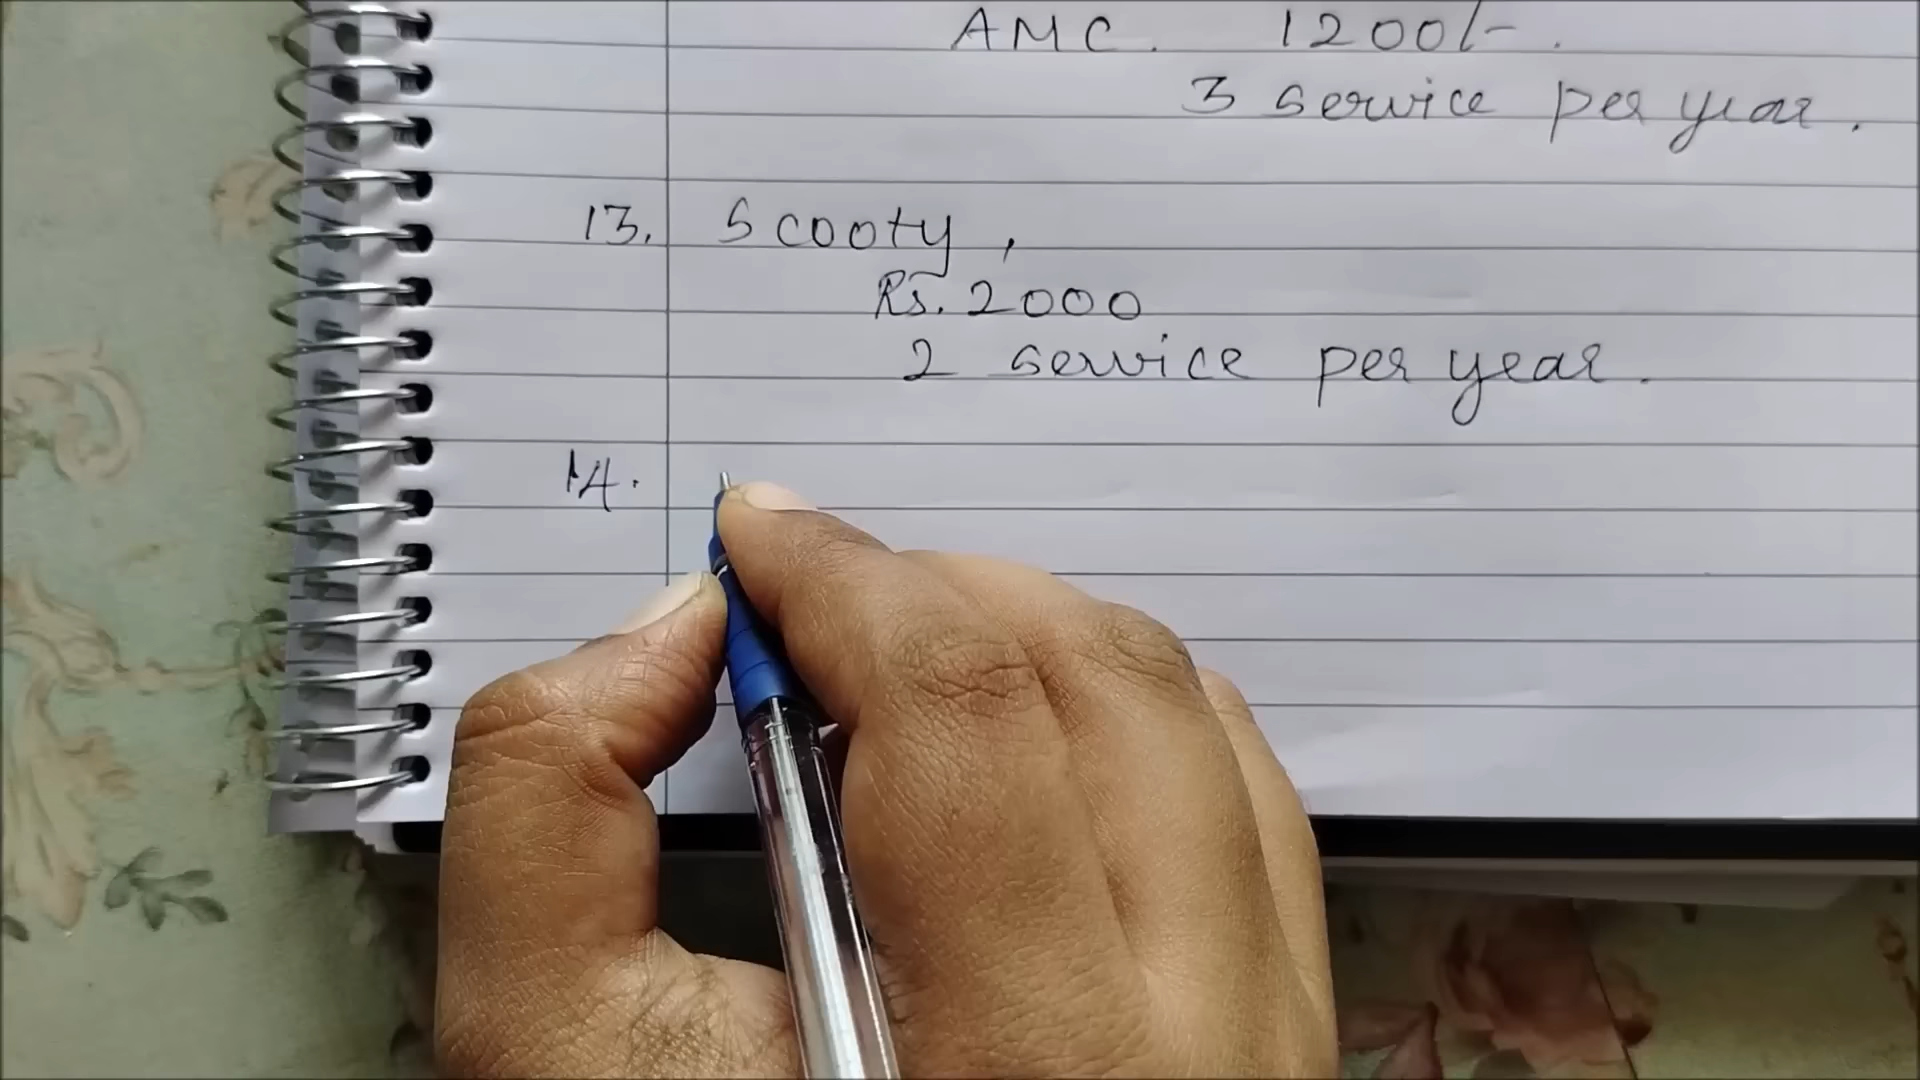 AMC. 1200/-.
3 service per year.
13. Scooty,
Rs. 2000
2 service per year.
14.